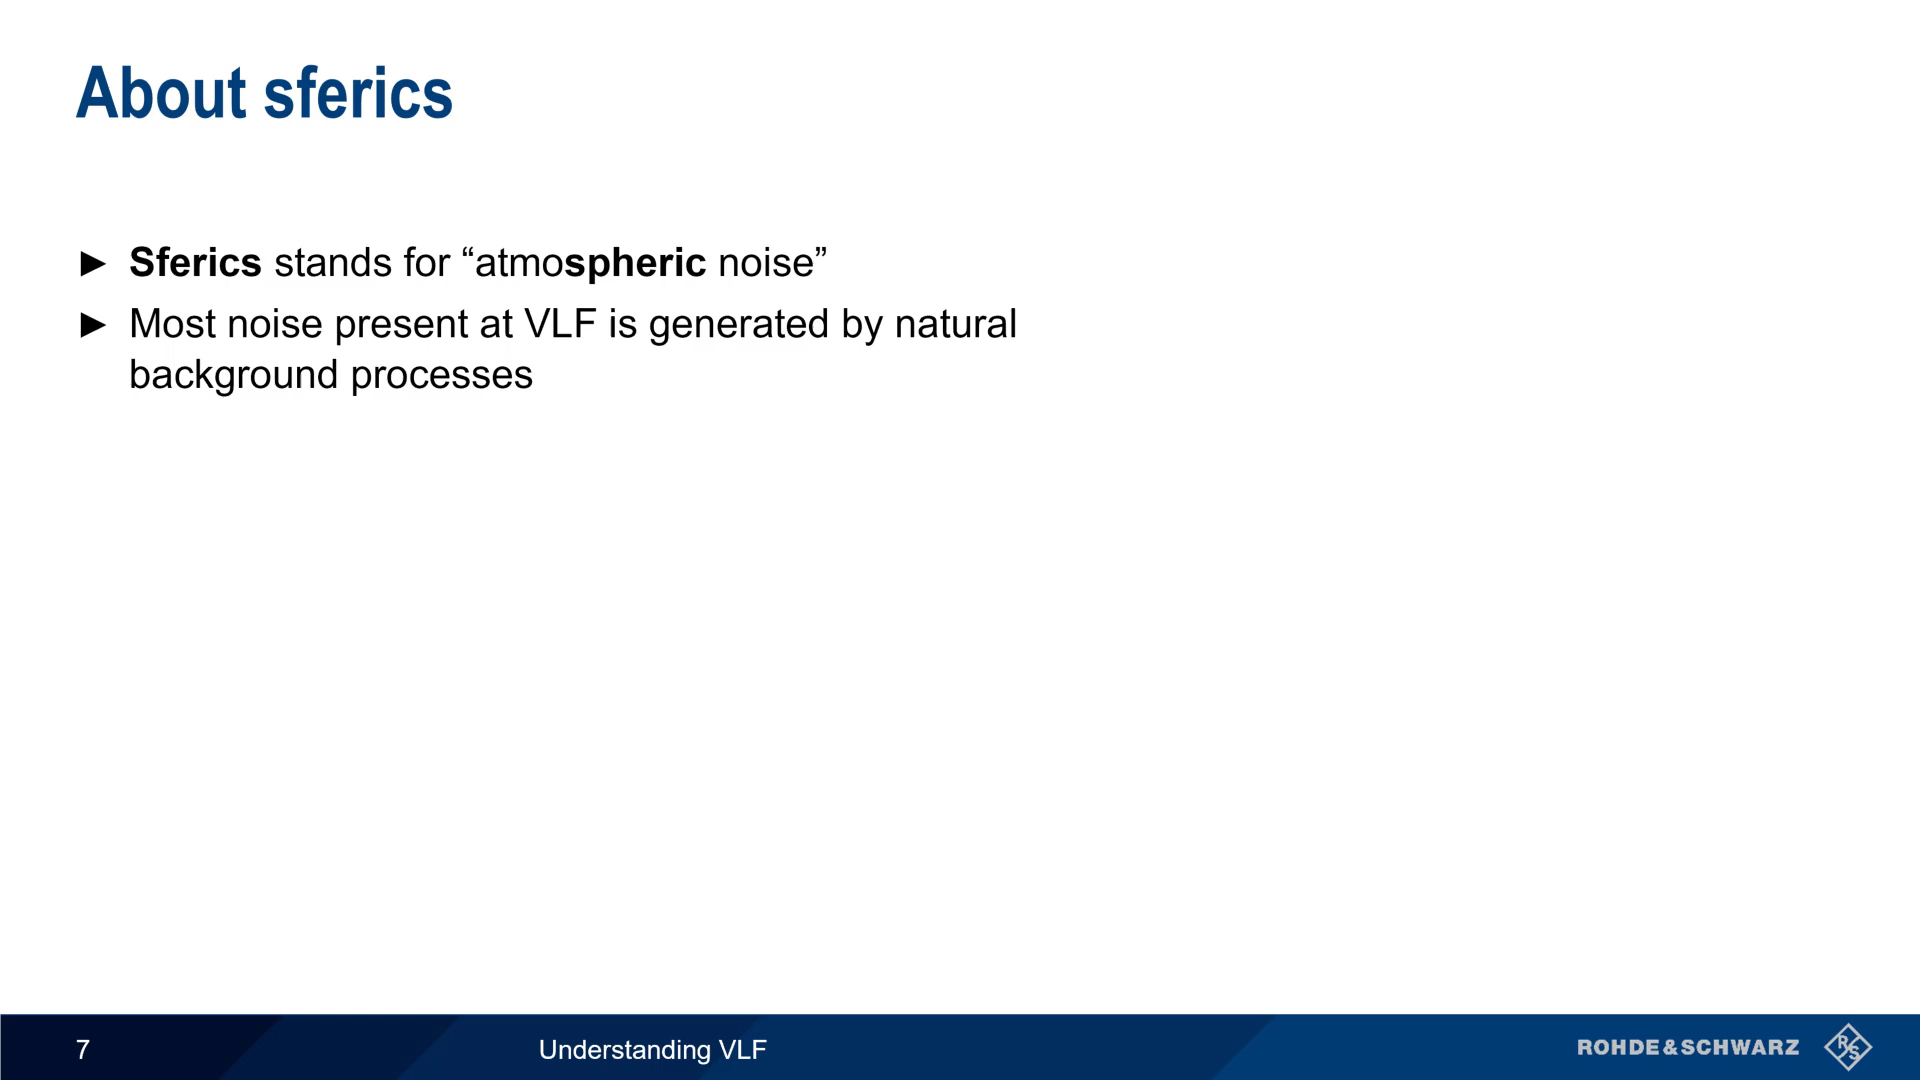 About sferics
► Sferics stands for “atmospheric noise”
► Most noise present at VLF is generated by natural
background processes
7
Understanding VLF
ROHDE&SCHWARZ
R S